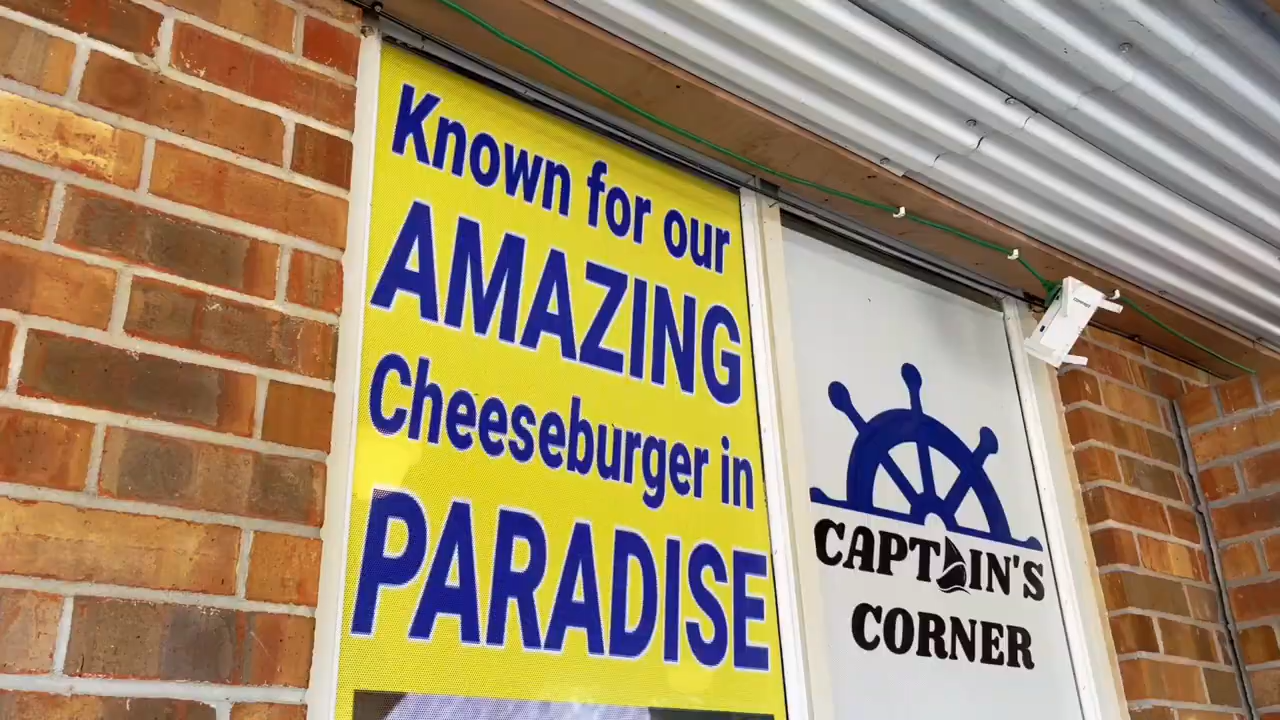 Known for our
AMAZING
Cheeseburger in
PARADISE
CAPTAIN'S
CORNER